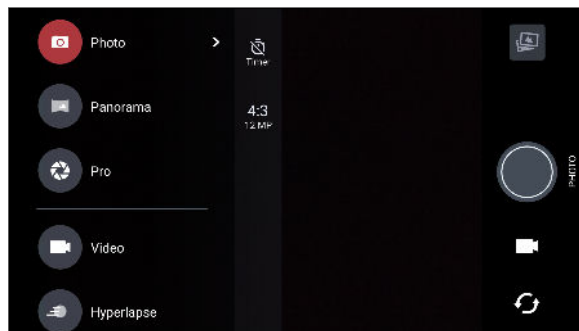 Photo
Timer
Panorama
4:3
12 MP
Pro
PHOTO
Video
Hyperlapse